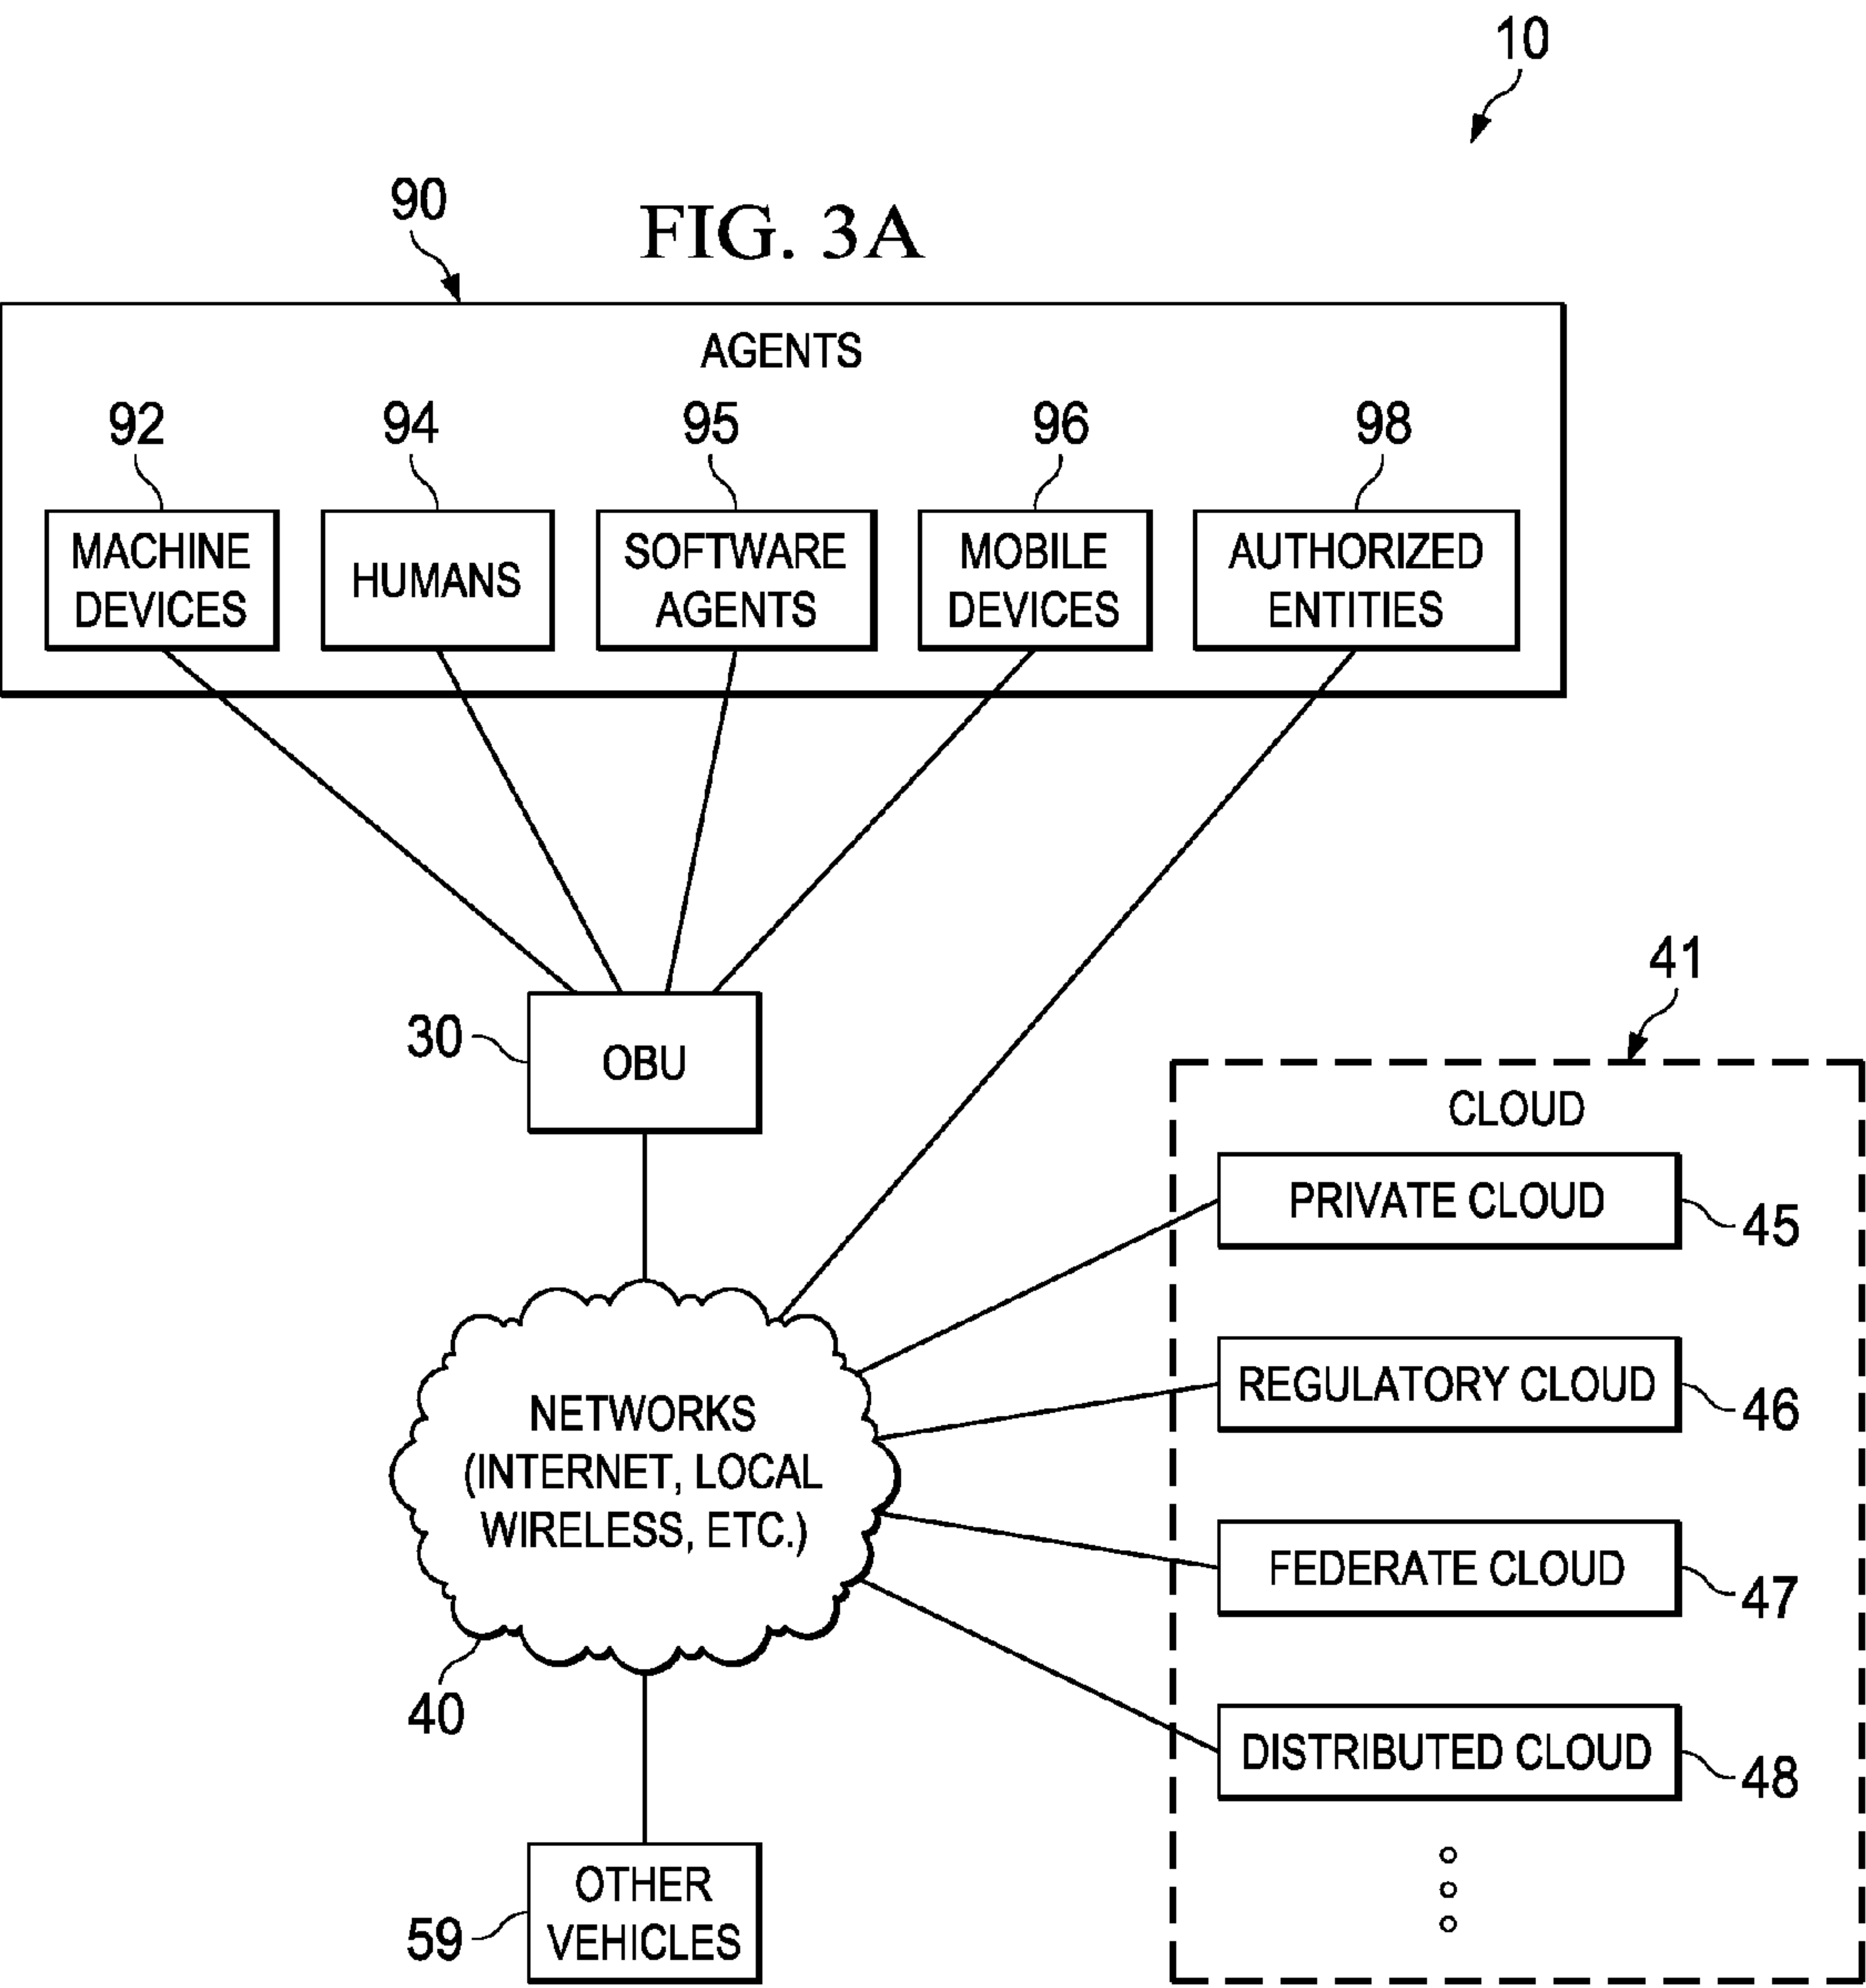 10
90
FIG. 3A
AGENTS
92
94
95
96
98
MACHINE
DEVICES
HUMANS
SOFTWARE
AGENTS
MOBILE
DEVICES
AUTHORIZED
ENTITIES
41
30
OBU
CLOUD
PRIVATE CLOUD
45
REGULATORY CLOUD
46
NETWORKS
(INTERNET, LOCAL
WIRELESS, ETC.)
FEDERATE CLOUD
47
40
DISTRIBUTED CLOUD
48
OTHER
VEHICLES
59